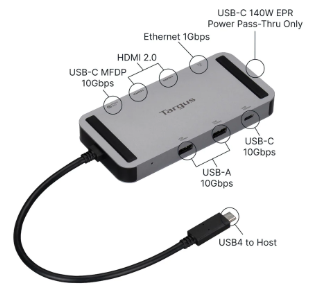 USB-C 140W EPR
Power Pass-Thru Only
Ethernet 1Gbps
HDMI 2.0
USB-C MFDP
10Gbps
Targus
USB-C
10Gbps
USB-A
10Gbps
USB4 to Host